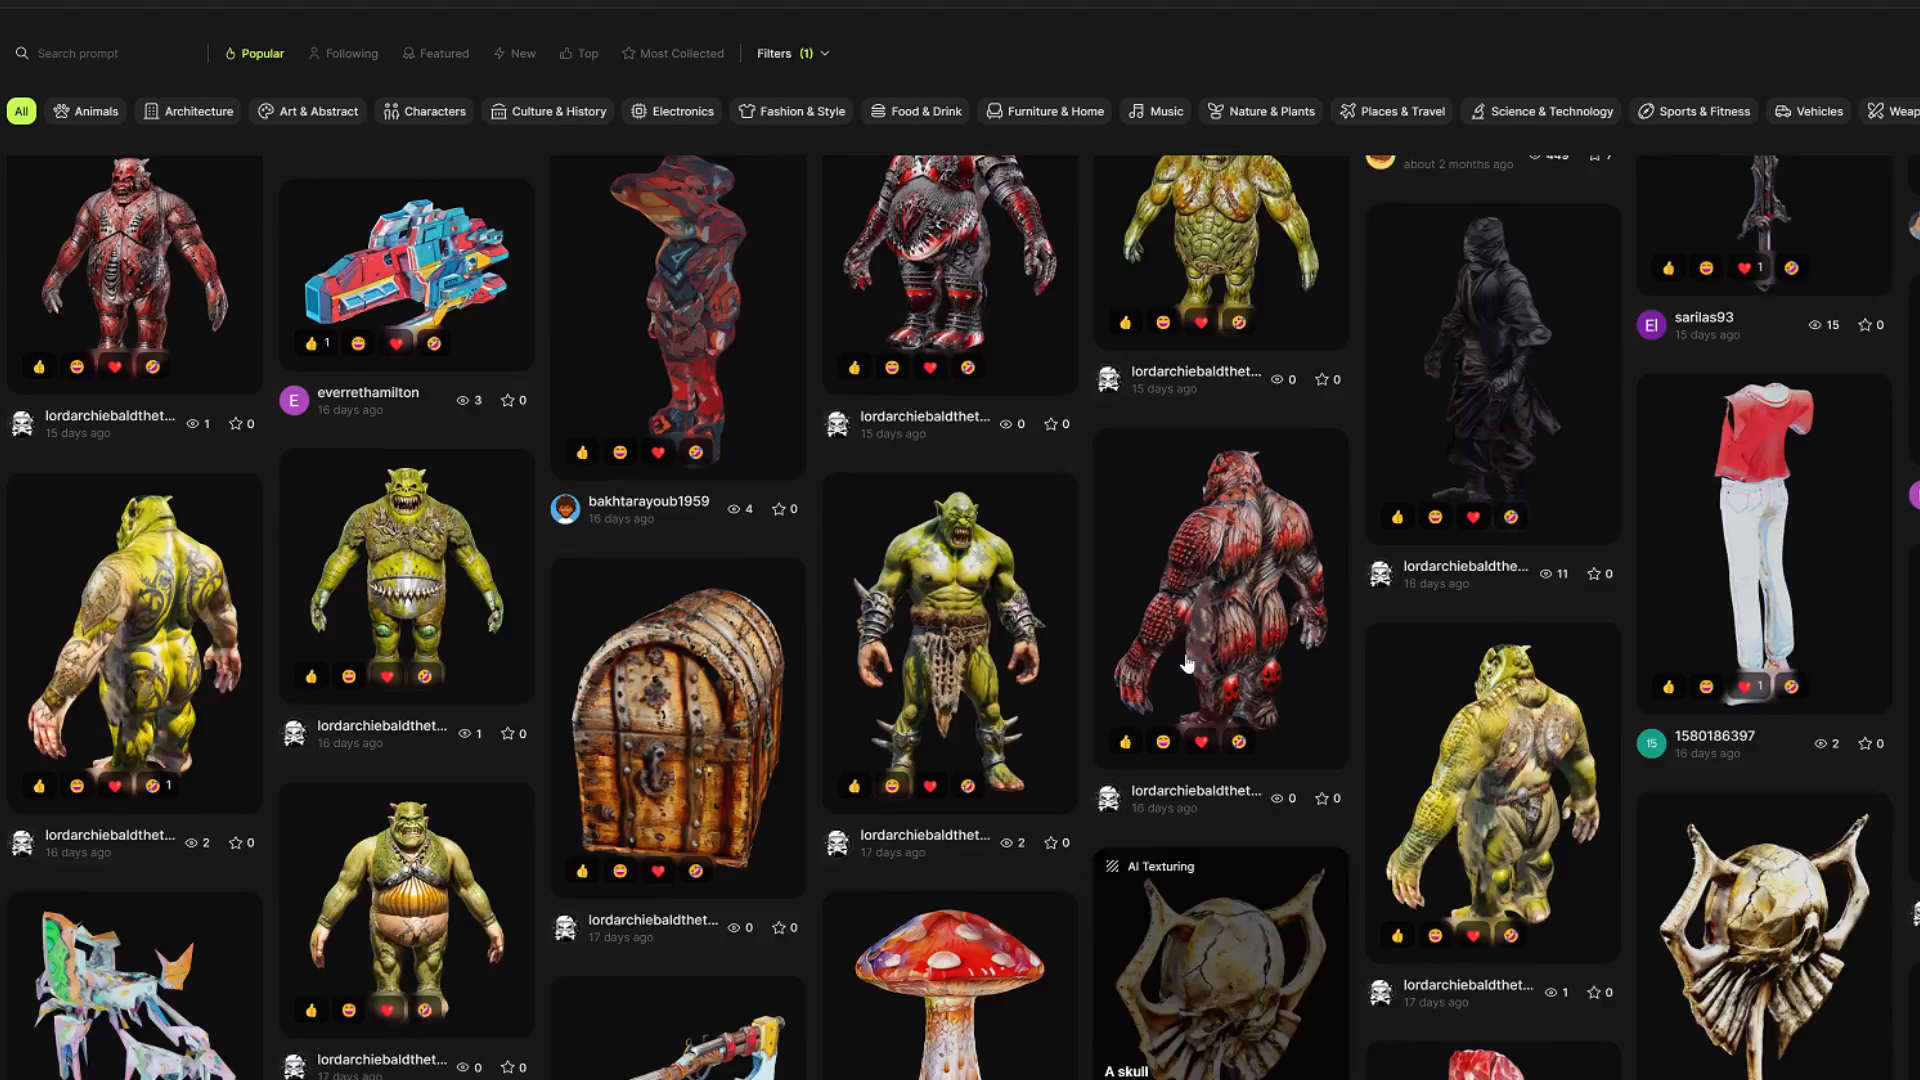 Search prompt
Popular
Following
Featured
New
Top
Most Collected
Filters (1)
All
Animals
Architecture
Art & Abstract
Characters
Culture & History
Electronics
Fashion & Style
Food & Drink
Furniture & Home
Music
Nature & Plants
Places & Travel
Science & Technology
Sports & Fitness
Vehicles
Weap
lordarchiebaldthet... 1 0
15 days ago
lordarchiebaldthet... 2 0
16 days ago
1
1
E everrethamilton 3 0
16 days ago
lordarchiebaldthet... 1 0
16 days ago
lordarchiebaldthet... 0 0
17 days ago
bakhtarayoub1959 4 0
16 days ago
lordarchiebaldthet... 0 0
17 days ago
lordarchiebaldthet... 0 0
15 days ago
lordarchiebaldthet... 2 0
17 days ago
lordarchiebaldthet... 0 0
15 days ago
lordarchiebaldthet... 0 0
16 days ago
AI Texturing
A skull
about 2 months ago
lordarchiebaldthe... 11 0
16 days ago
lordarchiebaldthet... 1 0
17 days ago
1
El sarilas93 15 0
15 days ago
1
15 1580186397 2 0
16 days ago